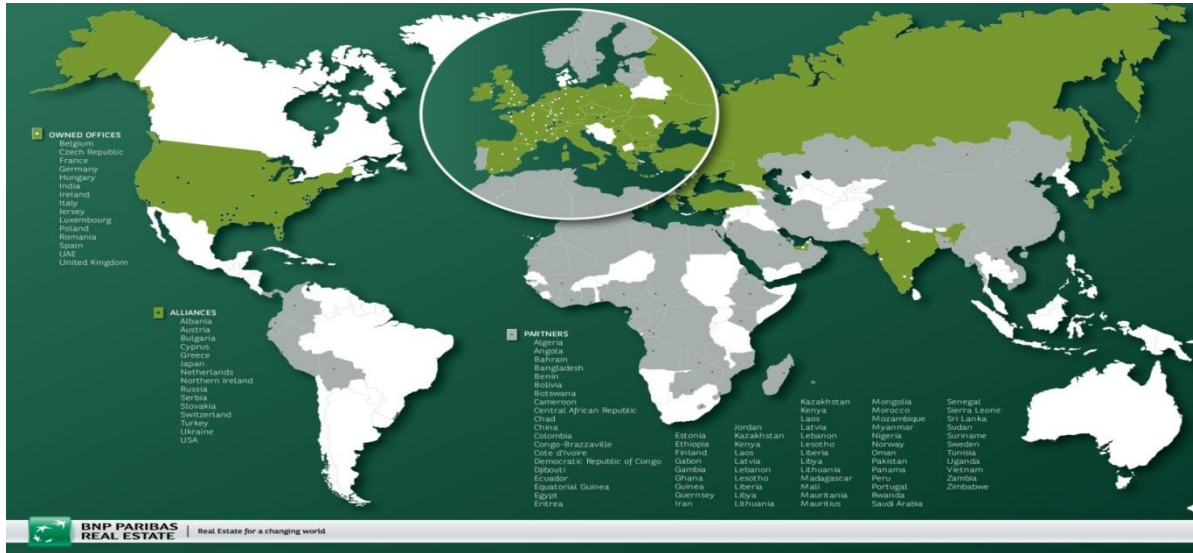 OWNED OFFICES
Belgium
Czech Republic
France
Germany
Hungary
India
Ireland
Italy
Jersey
Luxembourg
Poland
Romania
Spain
UAE
United Kingdom
ALLIANCES
Albania
Austria
Bulgaria
Cyprus
Greece
Japan
Netherlands
Northern Ireland
Russia
Serbia
Slovakia
Switzerland
Turkey
Ukraine
USA
PARTNERS
Algeria
Angola
Bahrain
Bangladesh
Benin
Bolivia
Botswana
Cameroon
Central African Republic
Chad
China
Colombia
Congo-Brazzaville
Cote d'Ivoire
Democratic Republic of Congo
Djibouti
Ecuador
Equatorial Guinea
Egypt
Eritrea
Estonia
Ethiopia
Finland
Gabon
Gambia
Ghana
Guinea
Guernsey
Iran
Jordan
Kazakhstan
Kenya
Laos
Latvia
Lebanon
Lesotho
Liberia
Libya
Lithuania
Kazakhstan
Kenya
Laos
Latvia
Lebanon
Lesotho
Liberia
Libya
Lithuania
Madagascar
Mali
Mauritania
Mauritius
Mongolia
Morocco
Mozambique
Myanmar
Nigeria
Norway
Oman
Pakistan
Panama
Peru
Portugal
Rwanda
Saudi Arabia
Senegal
Sierra Leone
Sri Lanka
Sudan
Suriname
Sweden
Tunisia
Uganda
Vietnam
Zambia
Zimbabwe
BNP PARIBAS
REAL ESTATE
Real Estate for a changing world